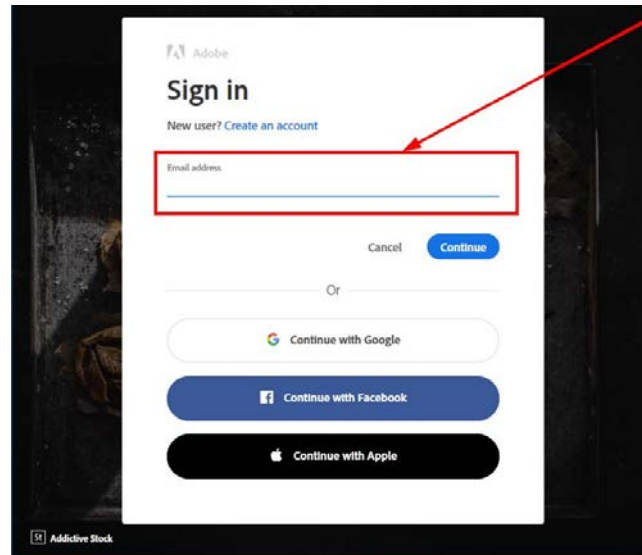 Adobe
Sign in
New user? Create an account
Email address
Cancel Continue
Or
Continue with Google
Continue with Facebook
Continue with Apple
St Addictive Stock